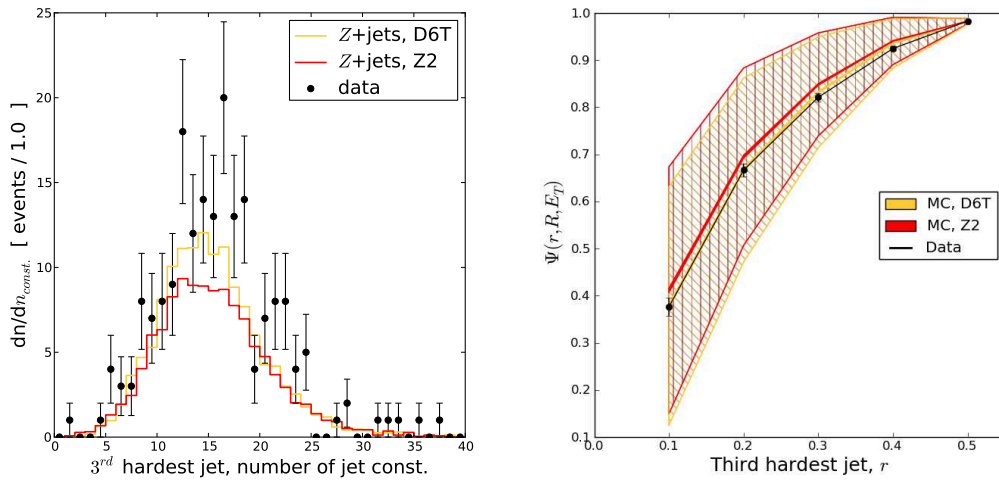 Z+jets, D6T
Z+jets, Z2
data
dn/dn_const. [ events / 1.0 ]
25
20
15
10
5
0
0 5 10 15 20 25 30 35 40
3rd hardest jet, number of jet const.
Ψ(r,R,E_T)
1.0
0.9
0.8
0.7
0.6
0.5
0.4
0.3
0.2
0.1
MC, D6T
MC, Z2
Data
0.0 0.1 0.2 0.3 0.4 0.5
Third hardest jet, r